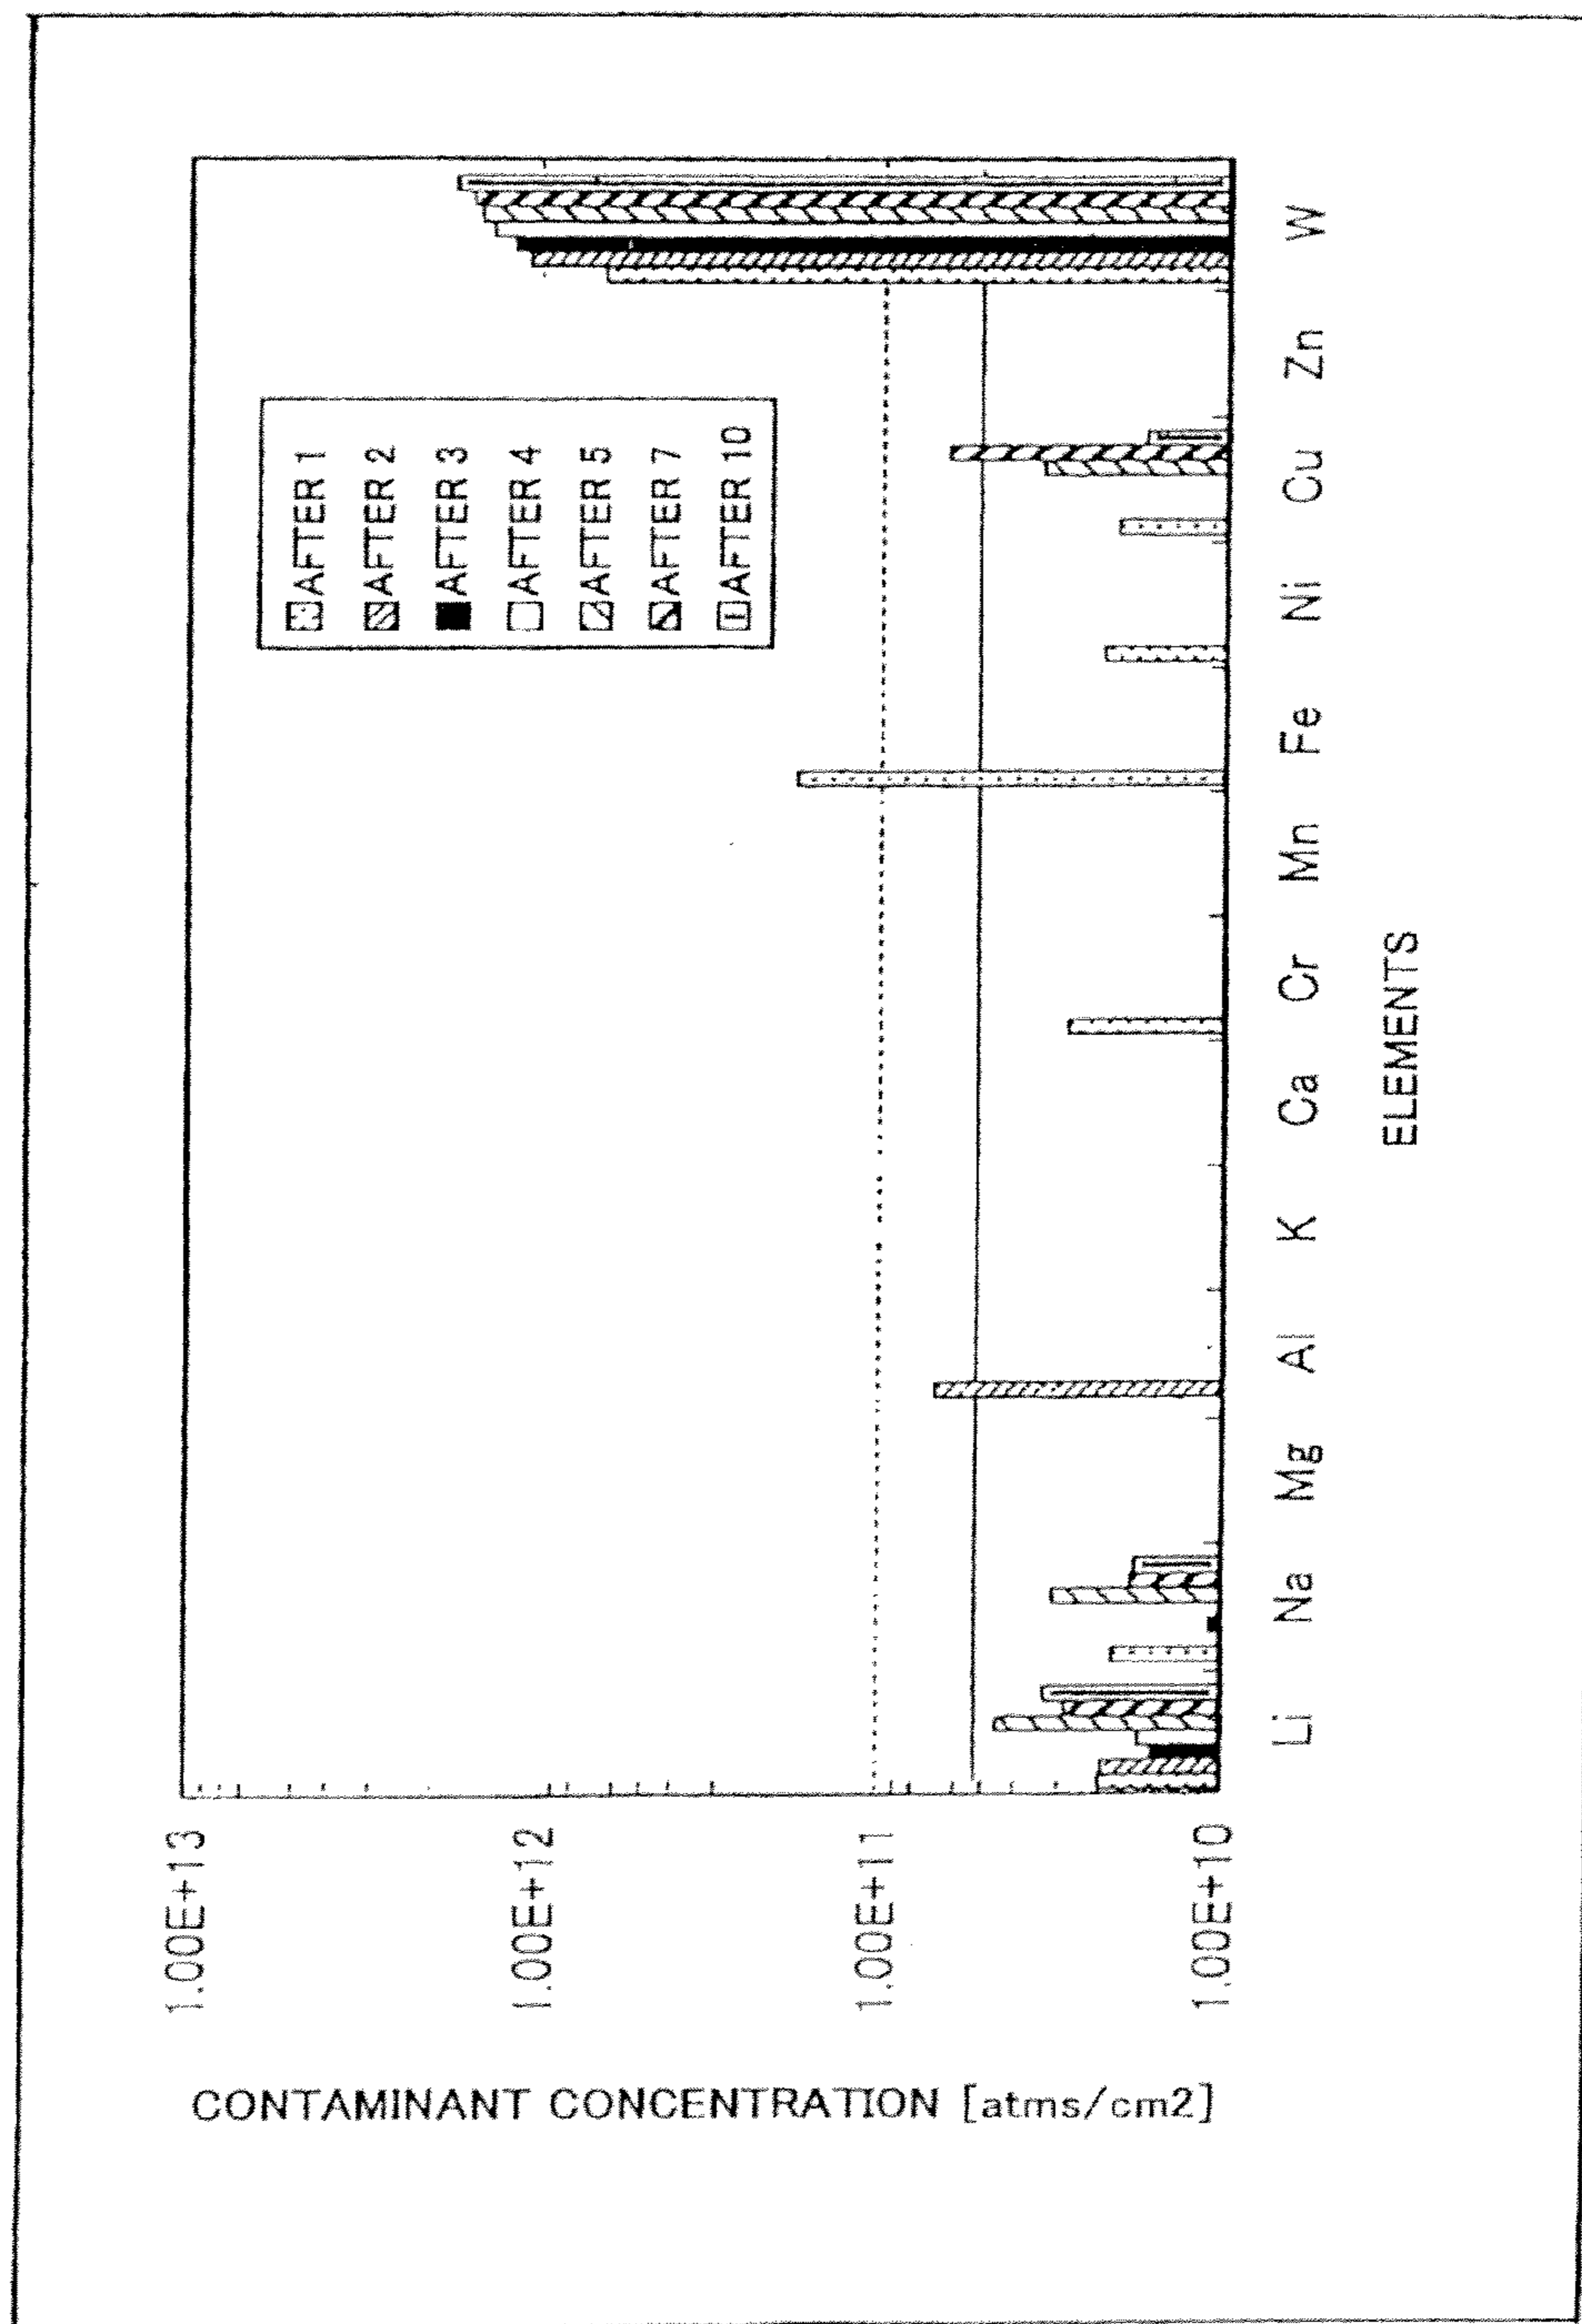 AFTER 1
AFTER 2
AFTER 3
AFTER 4
AFTER 5
AFTER 7
AFTER 10
CONTAMINANT CONCENTRATION [atms/cm2]
1.00E+13
1.00E+12
1.00E+11
1.00E+10
Li Na Mg Al K Ca Cr Mn Fe Ni Cu Zn W
ELEMENTS